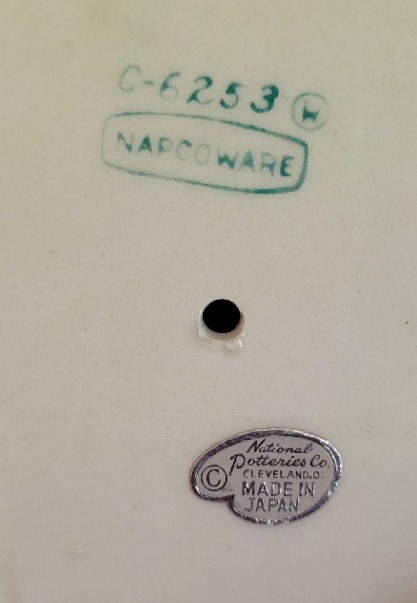 C-6253 W
NAPCOWARE
National
Potteries Co.
CLEVELAND.O.
© MADE IN
JAPAN